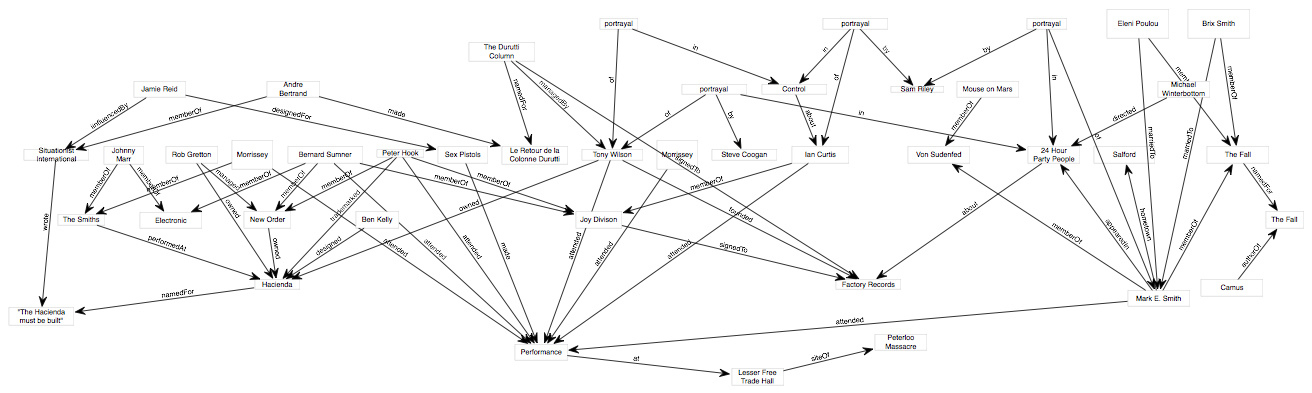 portrayal
portrayal
portrayal
Eleni Poulou
Brix Smith
The Durutti
Column
in
in
by
by
of
of
in
memberOf
Jamie Reid
Andre
Bertrand
namedFor
managedBy
portrayal
Control
Sam Riley
Mouse on Mars
Michael
Winterbottom
influencedBy
memberOf
designedFor
made
of
by
in
about
memberOf
directed
of
signedTo
Situationist
International
Johnny
Marr
Rob Gretton
Morrissey
Bernard Sumner
Peter Hook
Sex Pistols
Le Retour de la
Colonne Durutti
Tony Wilson
Morrissey
Steve Coogan
Ian Curtis
Von Sudenfed
24 Hour
Party People
Salford
The Fall
marriedTo
marriedTo
memberOf
memberOf
memberOf
memberOf
memberOf
memberOf
memberOf
memberOf
memberOf
namedFor
wrote
owned
trademarked
owned
The Smiths
Electronic
New Order
Ben Kelly
Joy Divison
founded
The Fall
performedAt
owned
designed
attended
attended
attended
made
attended
attended
attended
signedTo
about
memberOf
appearsIn
hometown
memberOf
authorOf
Hacienda
Factory Records
Camus
namedFor
Mark E. Smith
"The Hacienda
must be built"
attended
Performance
at
siteOf
Peterloo
Massacre
Lesser Free
Trade Hall